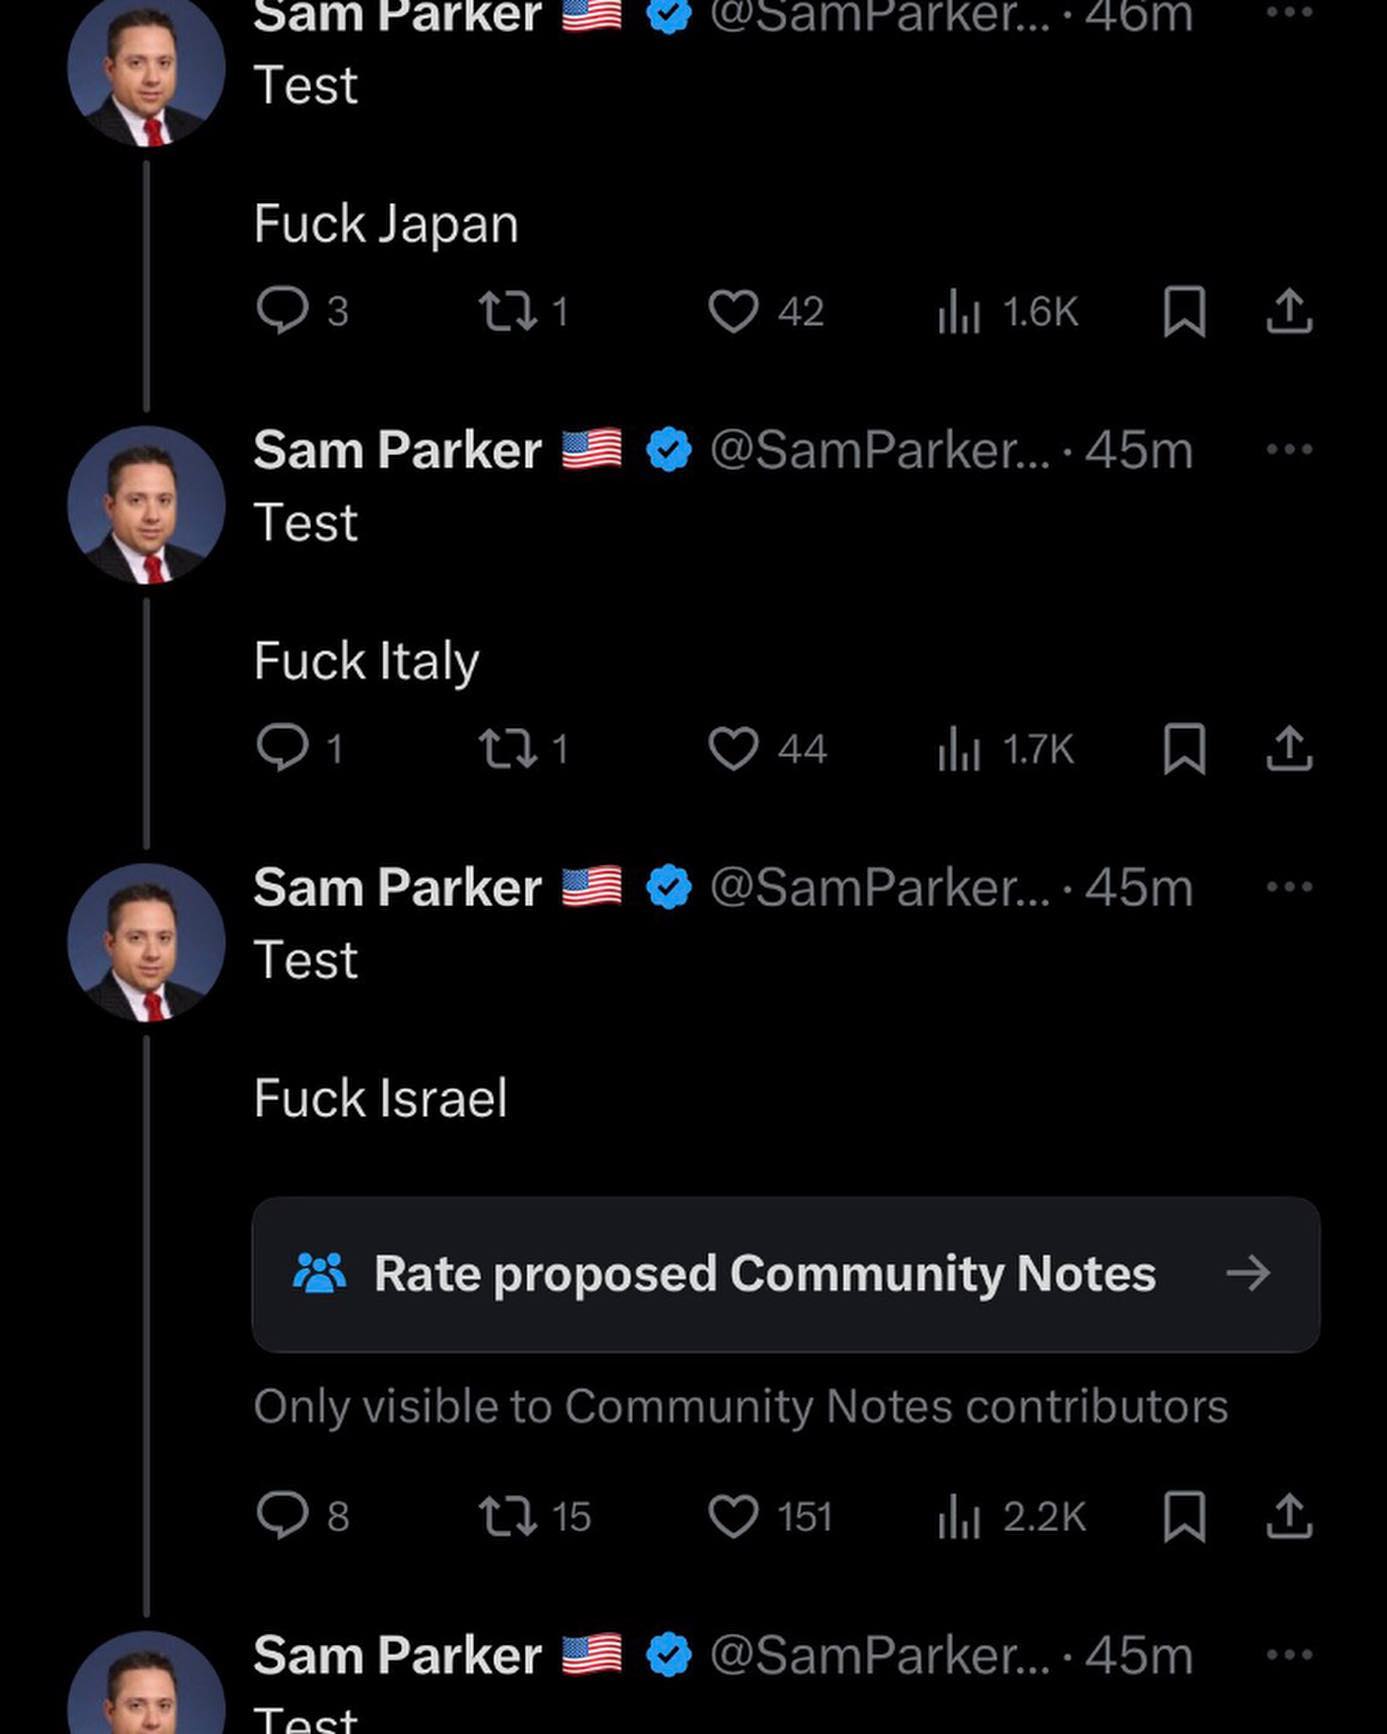 Sam Parker 🇺🇸 @SamParker... · 46m
Test
Fuck Japan
3 1 42 1.6K
Sam Parker 🇺🇸 @SamParker... · 45m
Test
Fuck Italy
1 1 44 1.7K
Sam Parker 🇺🇸 @SamParker... · 45m
Test
Fuck Israel
Rate proposed Community Notes
Only visible to Community Notes contributors
8 15 151 2.2K
Sam Parker 🇺🇸 @SamParker... · 45m
Test